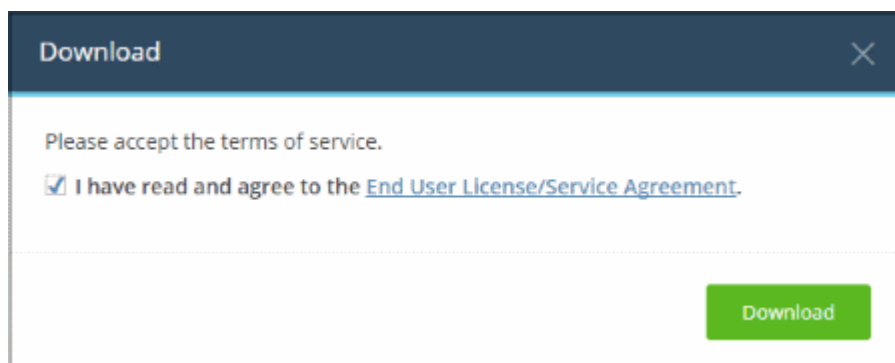 Download
Please accept the terms of service.
I have read and agree to the End User License/Service Agreement.
Download